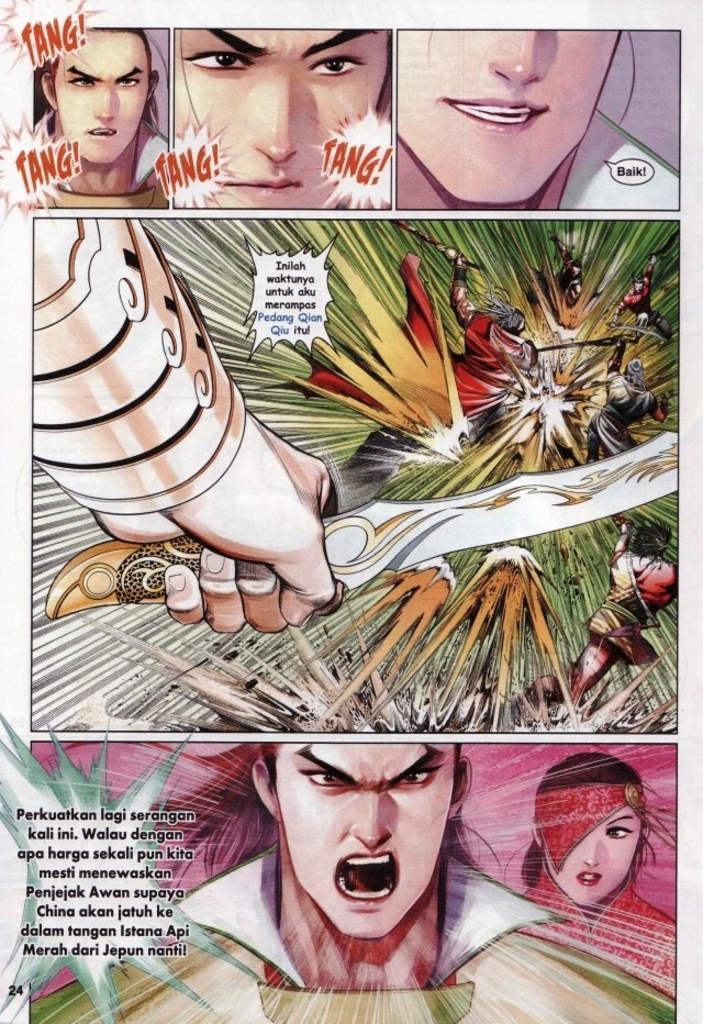 TANG!
TANG!
TANG!
TANG!
Baik!
Inilah
waktunya
untuk aku
merampas
Pedang Qian
Qiu itu!
Perkuatkan lagi serangan
kali ini. Walau dengan
apa harga sekali pun kita
mesti menewaskan
Penjejak Awan supaya
China akan jatuh ke
dalam tangan Istana Api
Merah dari Jepun nanti!
24